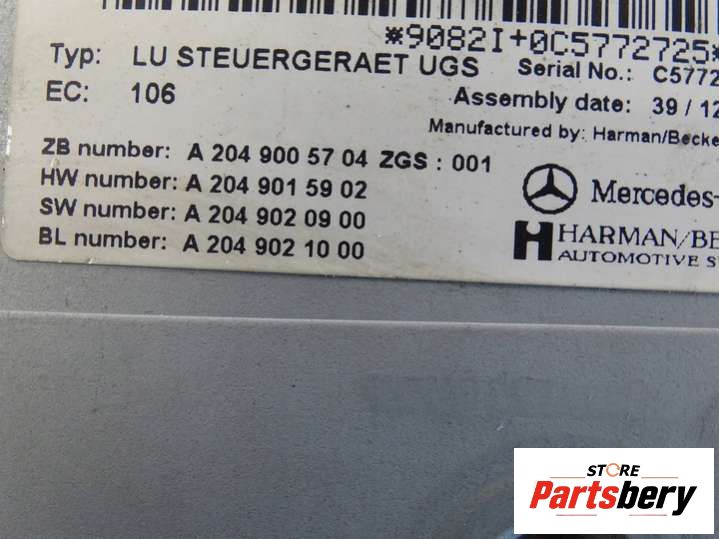 *9082I+0C5772725*
Typ: LU STEUERGERAET UGS Serial No.: C5772
EC: 106 Assembly date: 39 / 12
Manufactured by: Harman/Becke
ZB number: A 204 900 57 04 ZGS : 001
HW number: A 204 901 59 02
SW number: A 204 902 09 00
BL number: A 204 902 10 00
Mercedes-
HARMAN/BE
AUTOMOTIVE S
STORE
Partsbery